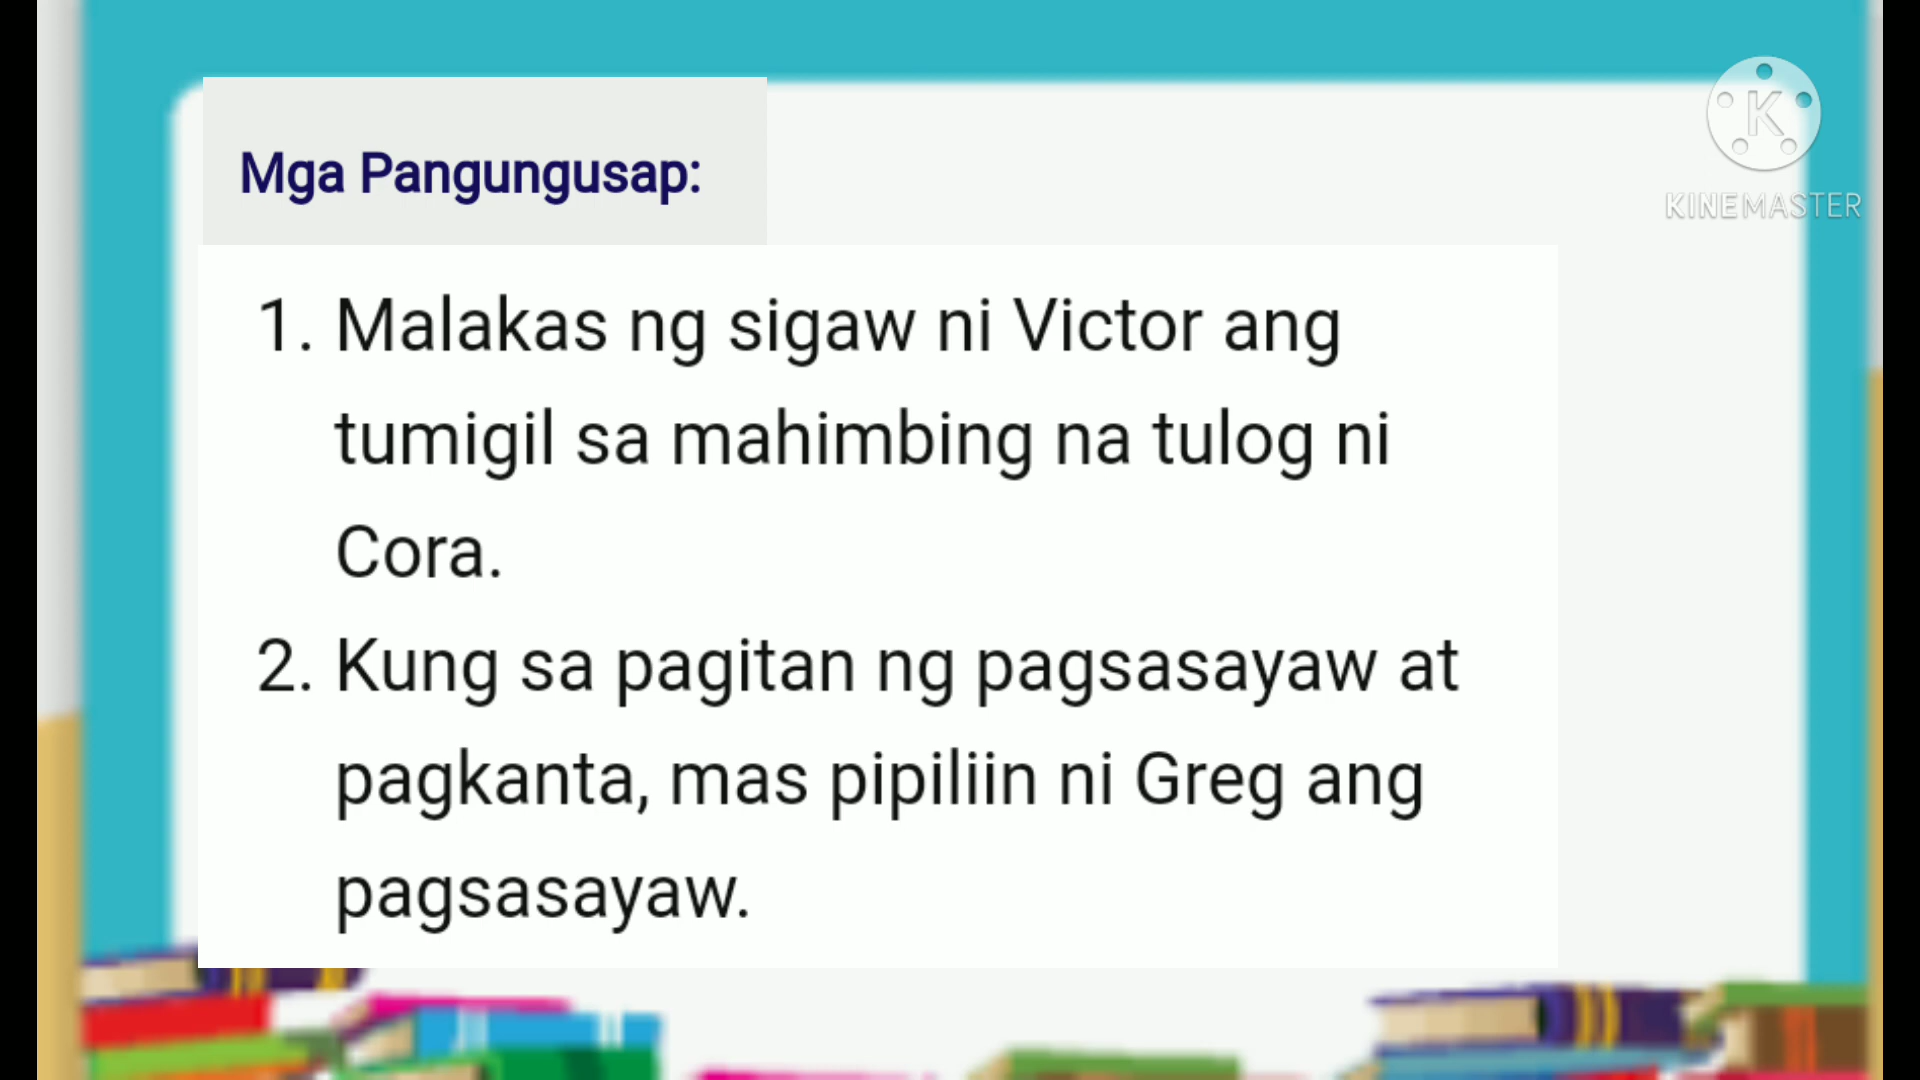 Mga Pangungusap:
K
KINEMASTER
1. Malakas ng sigaw ni Victor ang
tumigil sa mahimbing na tulog ni
Cora.
2. Kung sa pagitan ng pagsasayaw at
pagkanta, mas pipiliin ni Greg ang
pagsasayaw.